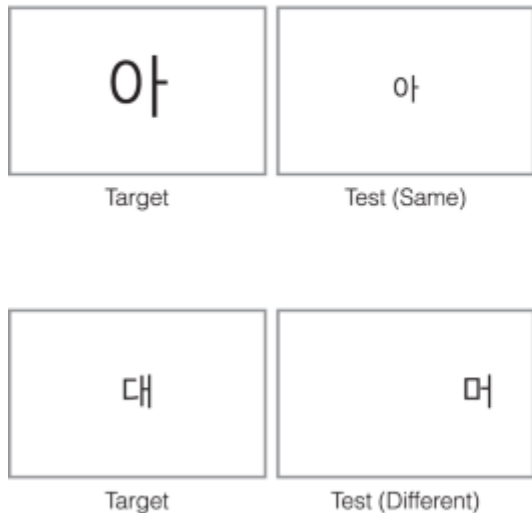 아 아
Target Test (Same)
대 머
Target Test (Different)